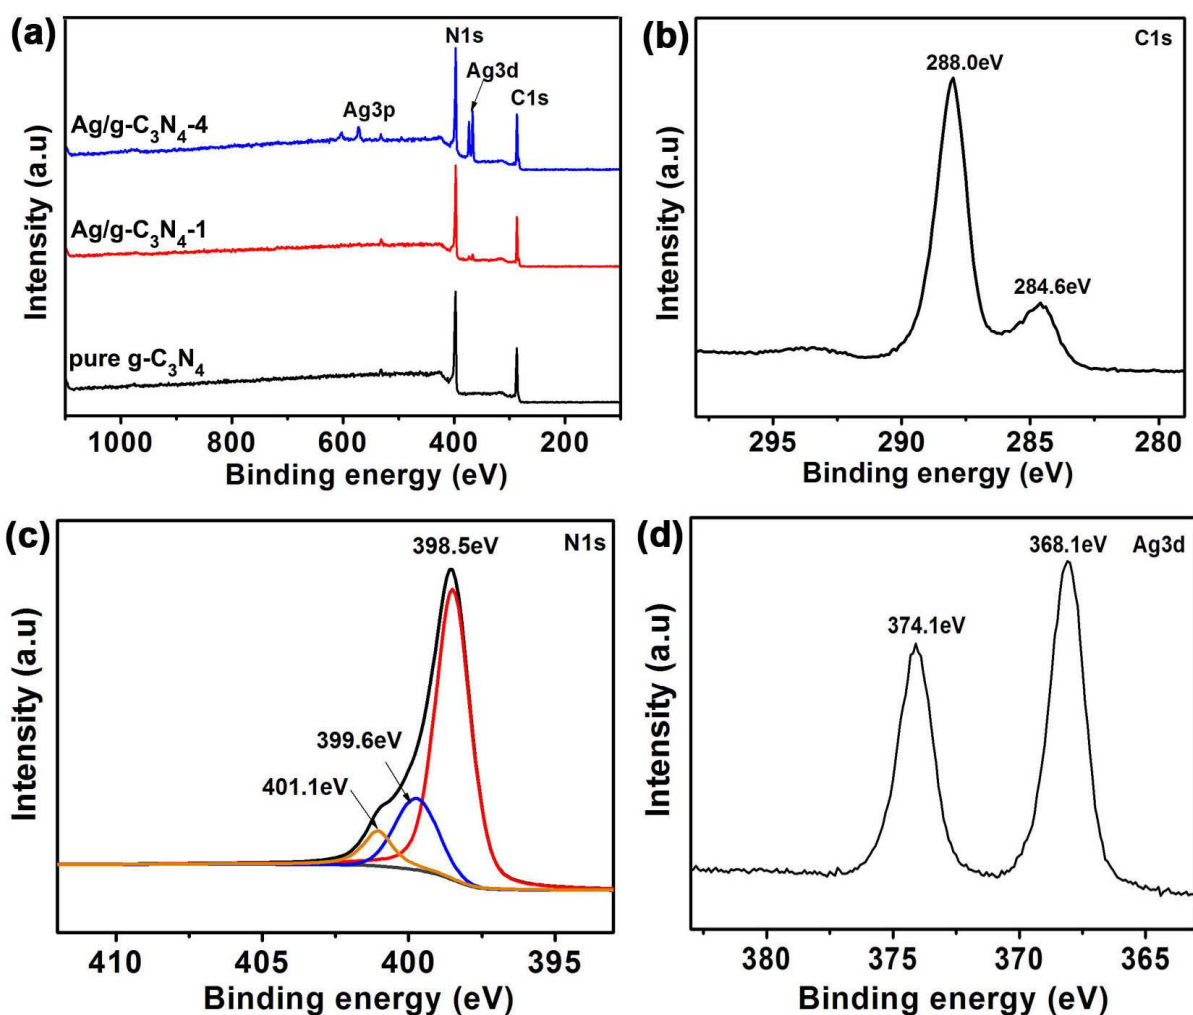 (a)
N1s
Ag3d
C1s
Ag3p
Ag/g-C₃N₄-4
Ag/g-C₃N₄-1
pure g-C₃N₄
Intensity (a.u)
1000 800 600 400 200
Binding energy (eV)
(b)
C1s
288.0eV
284.6eV
Intensity (a.u)
295 290 285 280
Binding energy (eV)
(c)
398.5eV
N1s
399.6eV
401.1eV
Intensity (a.u)
410 405 400 395
Binding energy (eV)
(d)
368.1eV
Ag3d
374.1eV
Intensity (a.u)
380 375 370 365
Binding energy (eV)